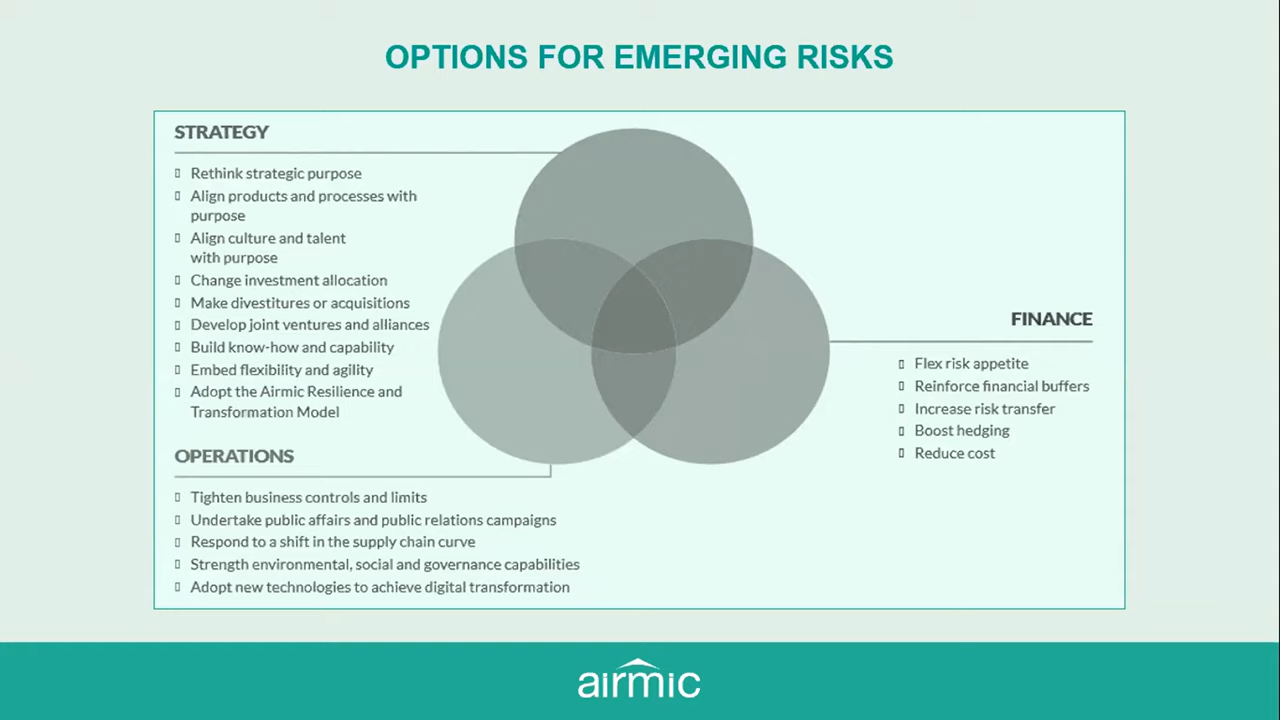 OPTIONS FOR EMERGING RISKS
STRATEGY
Rethink strategic purpose
Align products and processes with
purpose
Align culture and talent
with purpose
Change investment allocation
Make divestitures or acquisitions
Develop joint ventures and alliances
Build know-how and capability
Embed flexibility and agility
Adopt the Airmic Resilience and
Transformation Model
OPERATIONS
Tighten business controls and limits
Undertake public affairs and public relations campaigns
Respond to a shift in the supply chain curve
Strength environmental, social and governance capabilities
Adopt new technologies to achieve digital transformation
FINANCE
Flex risk appetite
Reinforce financial buffers
Increase risk transfer
Boost hedging
Reduce cost
airmic